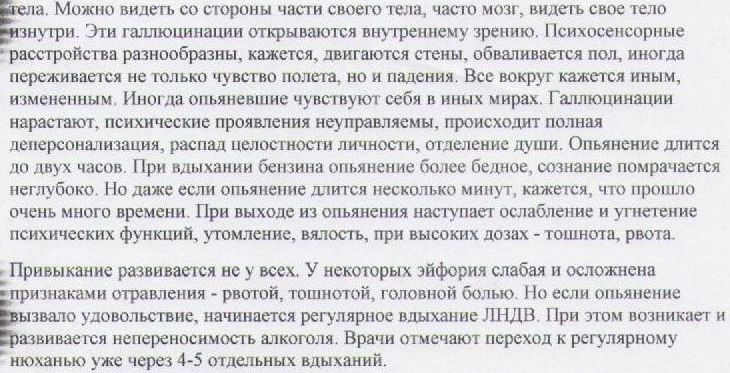 тела. Можно видеть со стороны части своего тела, часто мозг, видеть свое тело
изнутри. Эти галлюцинации открываются внутреннему зрению. Психосенсорные
расстройства разнообразны, кажется, двигаются стены, обваливается пол, иногда
переживается не только чувство полета, но и падения. Все вокруг кажется иным,
измененным. Иногда опьяневшие чувствуют себя в иных мирах. Галлюцинации
нарастают, психические проявления неуправляемы, происходит полная
деперсонализация, распад целостности личности, отделение души. Опьянение длится
до двух часов. При вдыхании бензина опьянение более бедное, сознание помрачается
неглубоко. Но даже если опьянение длится несколько минут, кажется, что прошло
очень много времени. При выходе из опьянения наступает ослабление и угнетение
психических функций, утомление, вялость, при высоких дозах - тошнота, рвота.
Привыкание развивается не у всех. У некоторых эйфория слабая и осложнена
признаками отравления - рвотой, тошнотой, головной болью. Но если опьянение
вызвало удовольствие, начинается регулярное вдыхание ЛНДВ. При этом возникает и
развивается непереносимость алкоголя. Врачи отмечают переход к регулярному
нюханью уже через 4-5 отдельных вдыханий.